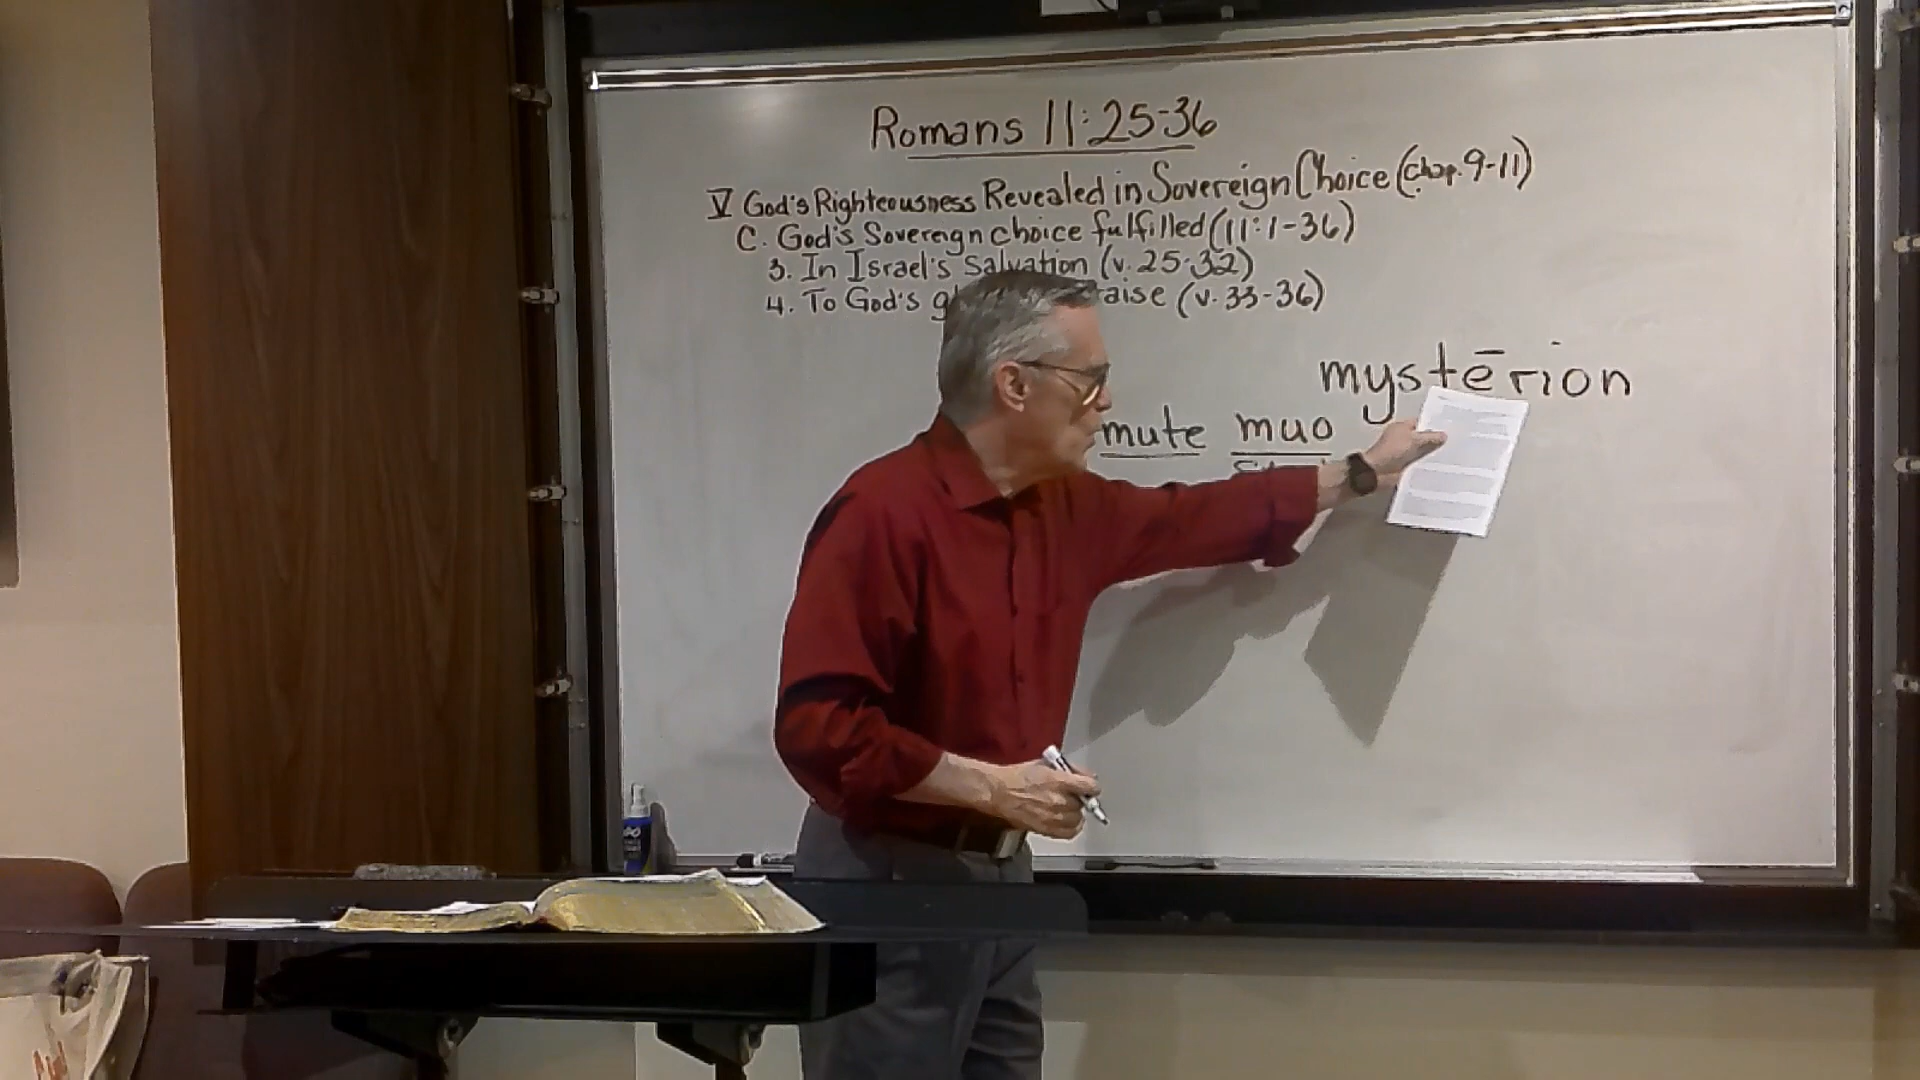 Romans 11:25-36
V God's Righteousness Revealed in Sovereign Choice (chap. 9-11)
C. God's Sovereign choice fulfilled (11:1-36)
3. In Israel's Salvation (v. 25-32)
4. To God's (v. 33-36)
mystērion
mute muo